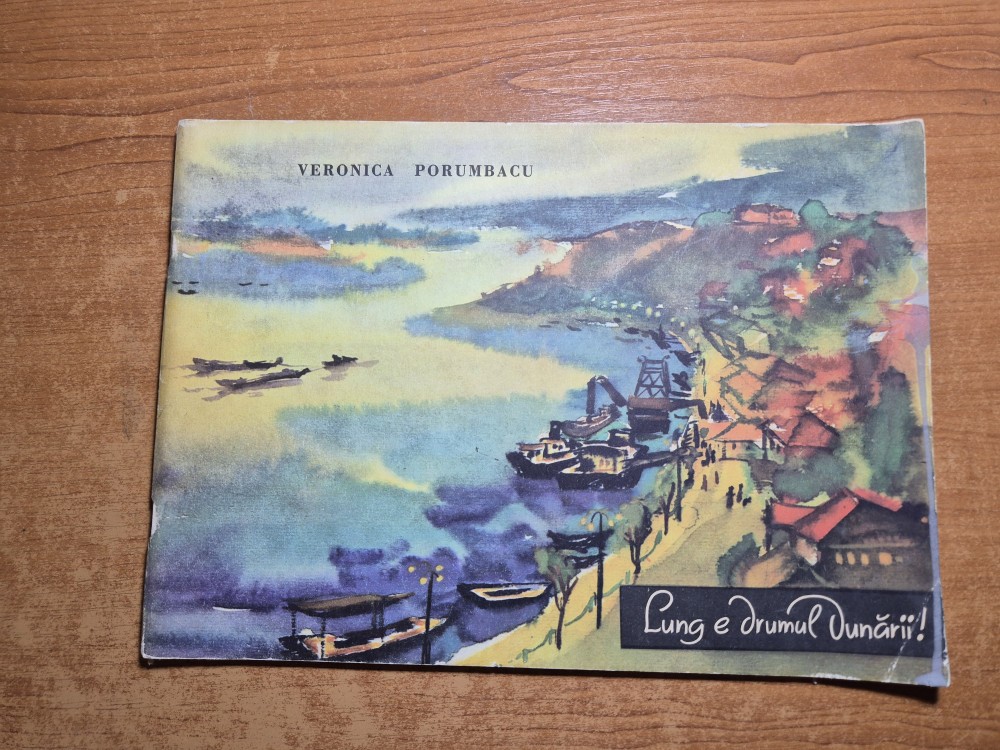 VERONICA PORUMBACU
Lung e drumul Dunării!